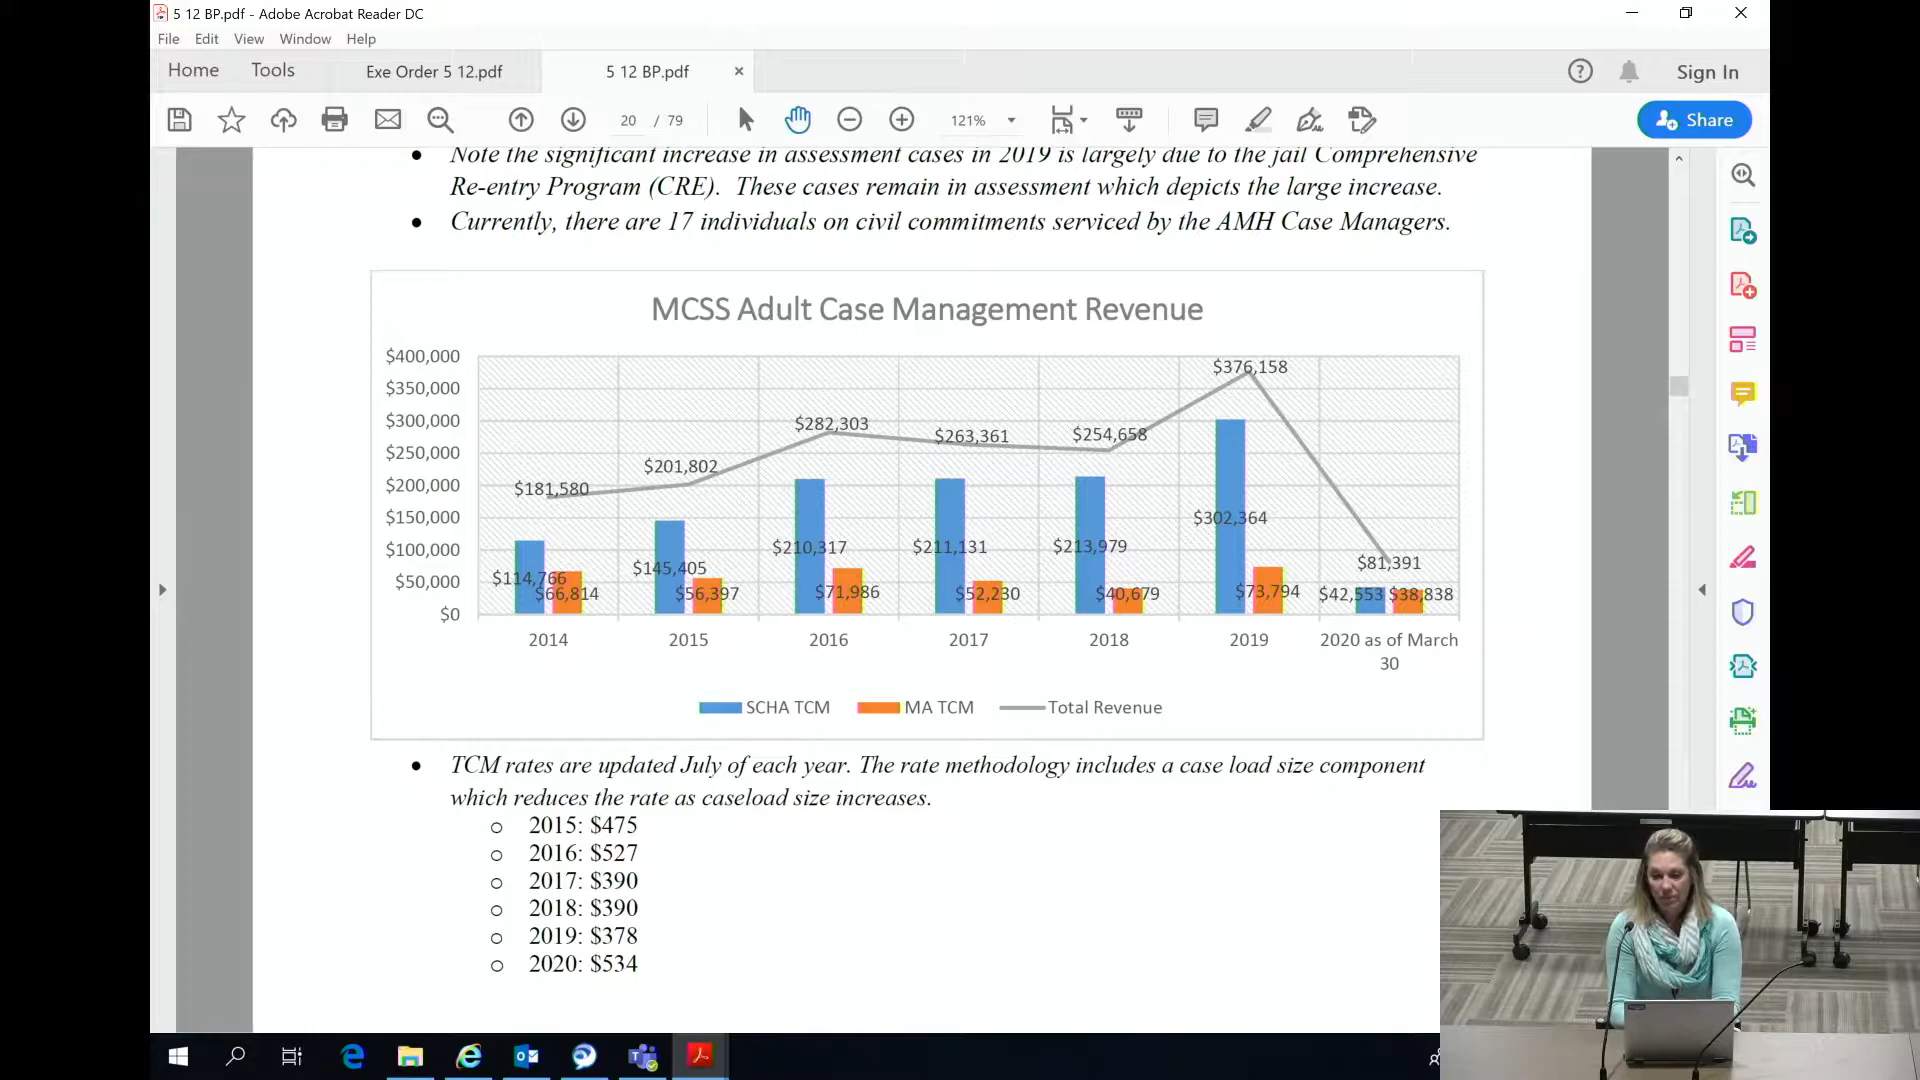 5 12 BP.pdf - Adobe Acrobat Reader DC
File Edit View Window Help
Home Tools Exe Order 5 12.pdf 5 12 BP.pdf × Sign In
20 / 79 121% Share
• Note the significant increase in assessment cases in 2019 is largely due to the jail Comprehensive
Re-entry Program (CRE). These cases remain in assessment which depicts the large increase.
• Currently, there are 17 individuals on civil commitments serviced by the AMH Case Managers.
MCSS Adult Case Management Revenue
$400,000
$350,000
$300,000
$250,000
$200,000
$150,000
$100,000
$50,000
$0
$181,580 $201,802 $282,303 $263,361 $254,658 $376,158 $81,391
$114,766 $145,405 $210,317 $211,131 $213,979 $302,364 $42,553
$66,814 $56,397 $71,986 $52,230 $40,679 $73,794 $38,838
2014 2015 2016 2017 2018 2019 2020 as of March
30
SCHA TCM MA TCM Total Revenue
• TCM rates are updated July of each year. The rate methodology includes a case load size component
which reduces the rate as caseload size increases.
o 2015: $475
o 2016: $527
o 2017: $390
o 2018: $390
o 2019: $378
o 2020: $534